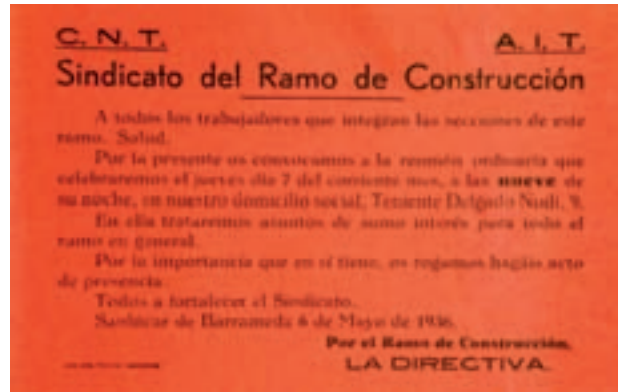 C. N. T. A. I. T.
Sindicato del Ramo de Construcción
A todos los trabajadores que integran las secciones de este
ramo. Salud.
Por la presente os convocamos a la reunión ordinaria que
celebraremos el jueves día 7 del corriente mes, a las nueve de
su noche, en nuestro domicilio social, Teniente Delgado 9.
En ella trataremos asuntos de sumo interés para todo el
ramo en general.
Por la importancia que en sí tiene, os rogamos hagáis acto
de presencia.
Todos a fortalecer el Sindicato.
Sanlúcar de Barrameda 6 de Mayo de 1936.
Por el Ramo de Construcción,
LA DIRECTIVA.